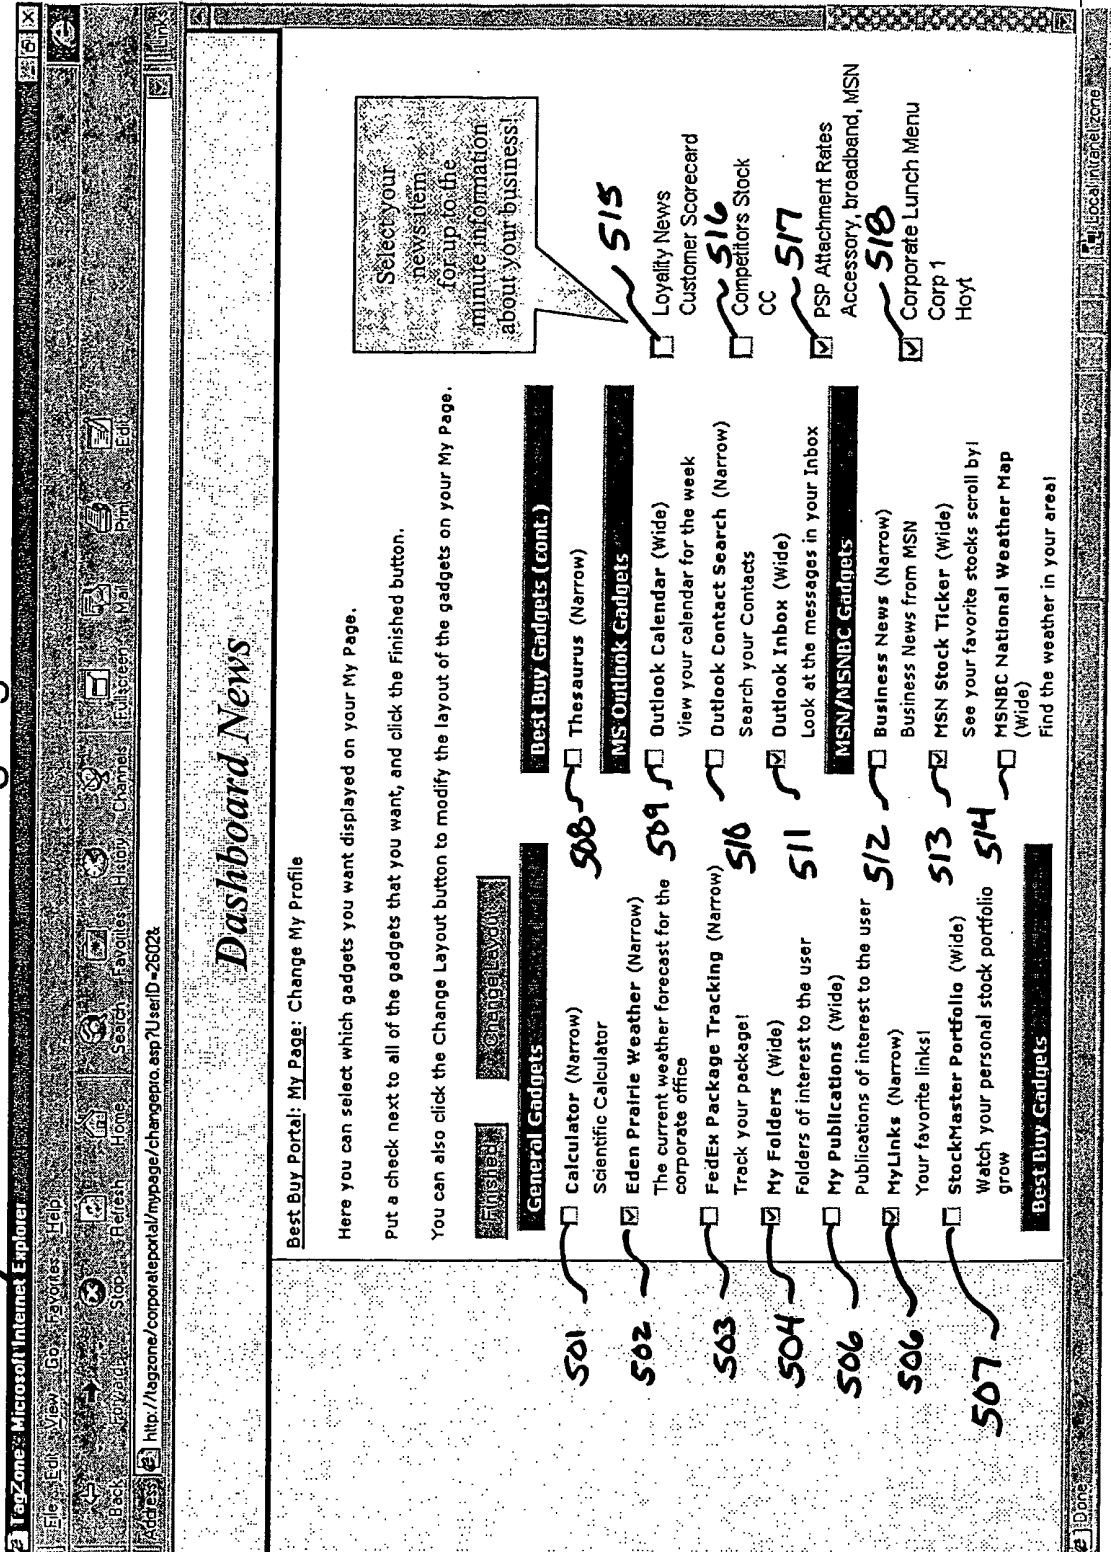 TagZone - Microsoft Internet Explorer
File Edit View Go Favorites Help
Back Forward Stop Refresh Home Search Favorites History Channels Fullscreen Mail Print Edit
Address http://tagzone/corporateportal/mypage/changepro.asp?UserID=2602& Links
Dashboard News
Best Buy Portal: My Page: Change My Profile
Here you can select which gadgets you want displayed on your My Page.
Put a check next to all of the gadgets that you want, and click the Finished button.
You can also click the Change Layout button to modify the layout of the gadgets on your My Page.
Finished Change Layout
General Gadgets
501 Calculator (Narrow)
Scientific Calculator
502 Eden Prairie Weather (Narrow)
The current weather forecast for the
corporate office
503 FedEx Package Tracking (Narrow)
Track your package!
504 My Folders (Wide)
Folders of interest to the user
506 My Publications (Wide)
Publications of interest to the user
506 MyLinks (Narrow)
Your favorite links!
507 StockMaster Portfolio (Wide)
Watch your personal stock portfolio
grow
Best Buy Gadgets
Best Buy Gadgets (cont.)
508 Thesaurus (Narrow)
MS Outlook Gadgets
509 Outlook Calendar (Wide)
View your calendar for the week
510 Outlook Contact Search (Narrow)
Search your Contacts
511 Outlook Inbox (Wide)
Look at the messages in your Inbox
MSN/MSNBC Gadgets
512 Business News (Narrow)
Business News from MSN
513 MSN Stock Ticker (Wide)
See your favorite stocks scroll by!
514 MSNBC National Weather Map
(Wide)
Find the weather in your area!
Select your
news item
for up to the
minute information
about your business!
515
Loyality News
Customer Scorecard
516
Competitors Stock
CC
517
PSP Attachment Rates
Accessory, broadband, MSN
518
Corporate Lunch Menu
Corp 1
Hoyt
Done Local intranet zone